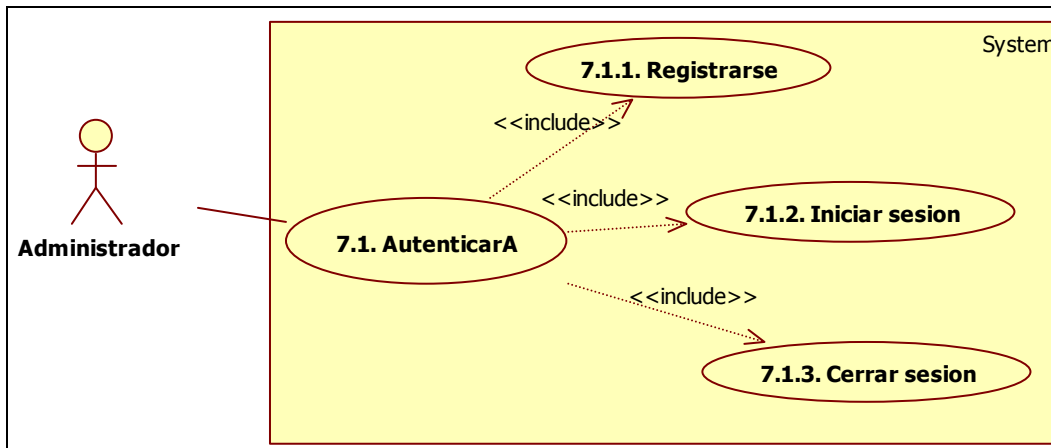 System
7.1.1. Registrarse
<<include>>
<<include>>
7.1.2. Iniciar sesion
Administrador
7.1. AutenticarA
<<include>>
7.1.3. Cerrar sesion